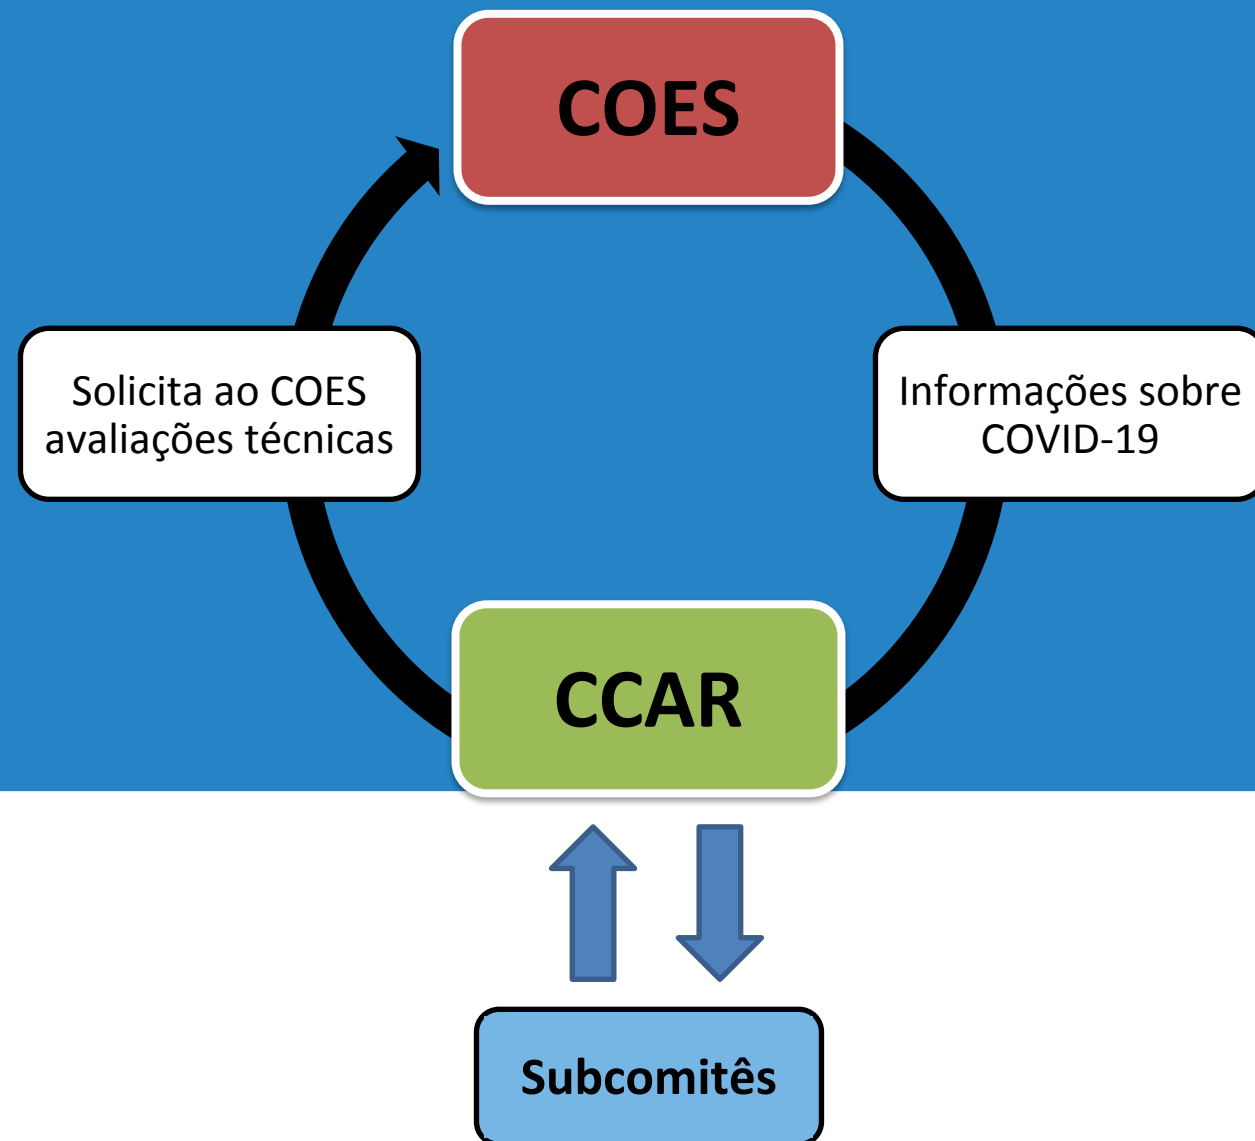 COES
Solicita ao COES
avaliações técnicas
Informações sobre
COVID-19
CCAR
Subcomitês